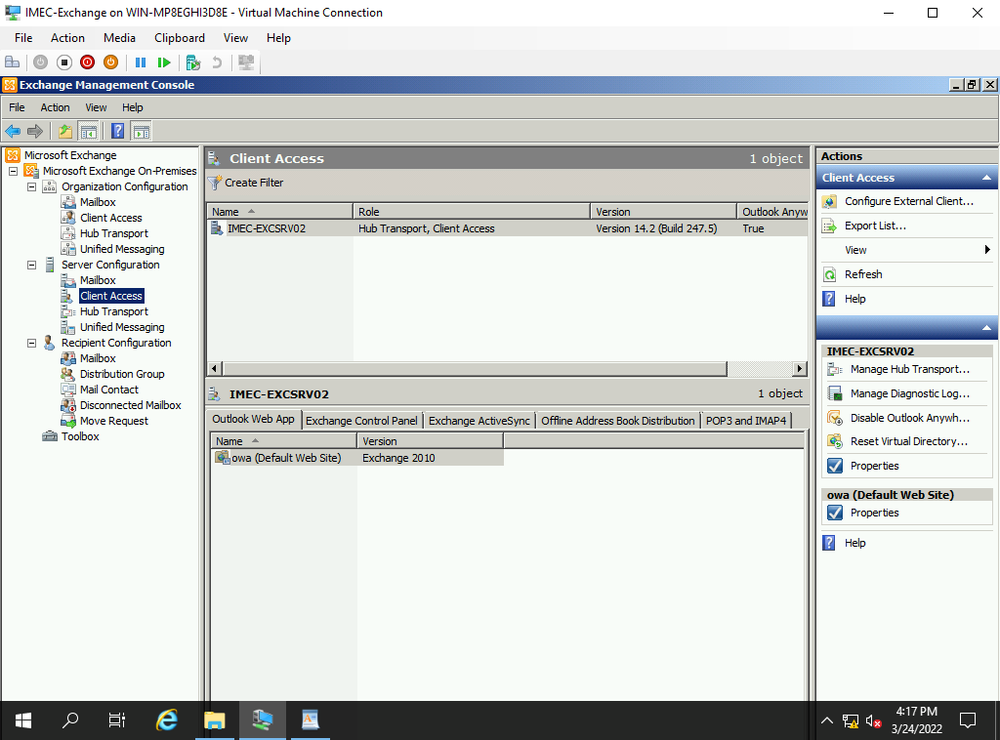 IMEC-Exchange on WIN-MP8EGHI3D8E - Virtual Machine Connection
File Action Media Clipboard View Help
Exchange Management Console
File Action View Help
Microsoft Exchange
Microsoft Exchange On-Premises
Organization Configuration
Mailbox
Client Access
Hub Transport
Unified Messaging
Server Configuration
Mailbox
Client Access
Hub Transport
Unified Messaging
Recipient Configuration
Mailbox
Distribution Group
Mail Contact
Disconnected Mailbox
Move Request
Toolbox
Client Access 1 object
Create Filter
Name Role Version Outlook Anyw
IMEC-EXCSRV02 Hub Transport, Client Access Version 14.2 (Build 247.5) True
IMEC-EXCSRV02 1 object
Outlook Web App Exchange Control Panel Exchange ActiveSync Offline Address Book Distribution POP3 and IMAP4
Name Version
owa (Default Web Site) Exchange 2010
Actions
Client Access
Configure External Client...
Export List...
View
Refresh
Help
IMEC-EXCSRV02
Manage Hub Transport...
Manage Diagnostic Log...
Disable Outlook Anywh...
Reset Virtual Directory...
Properties
owa (Default Web Site)
Properties
Help
4:17 PM
3/24/2022